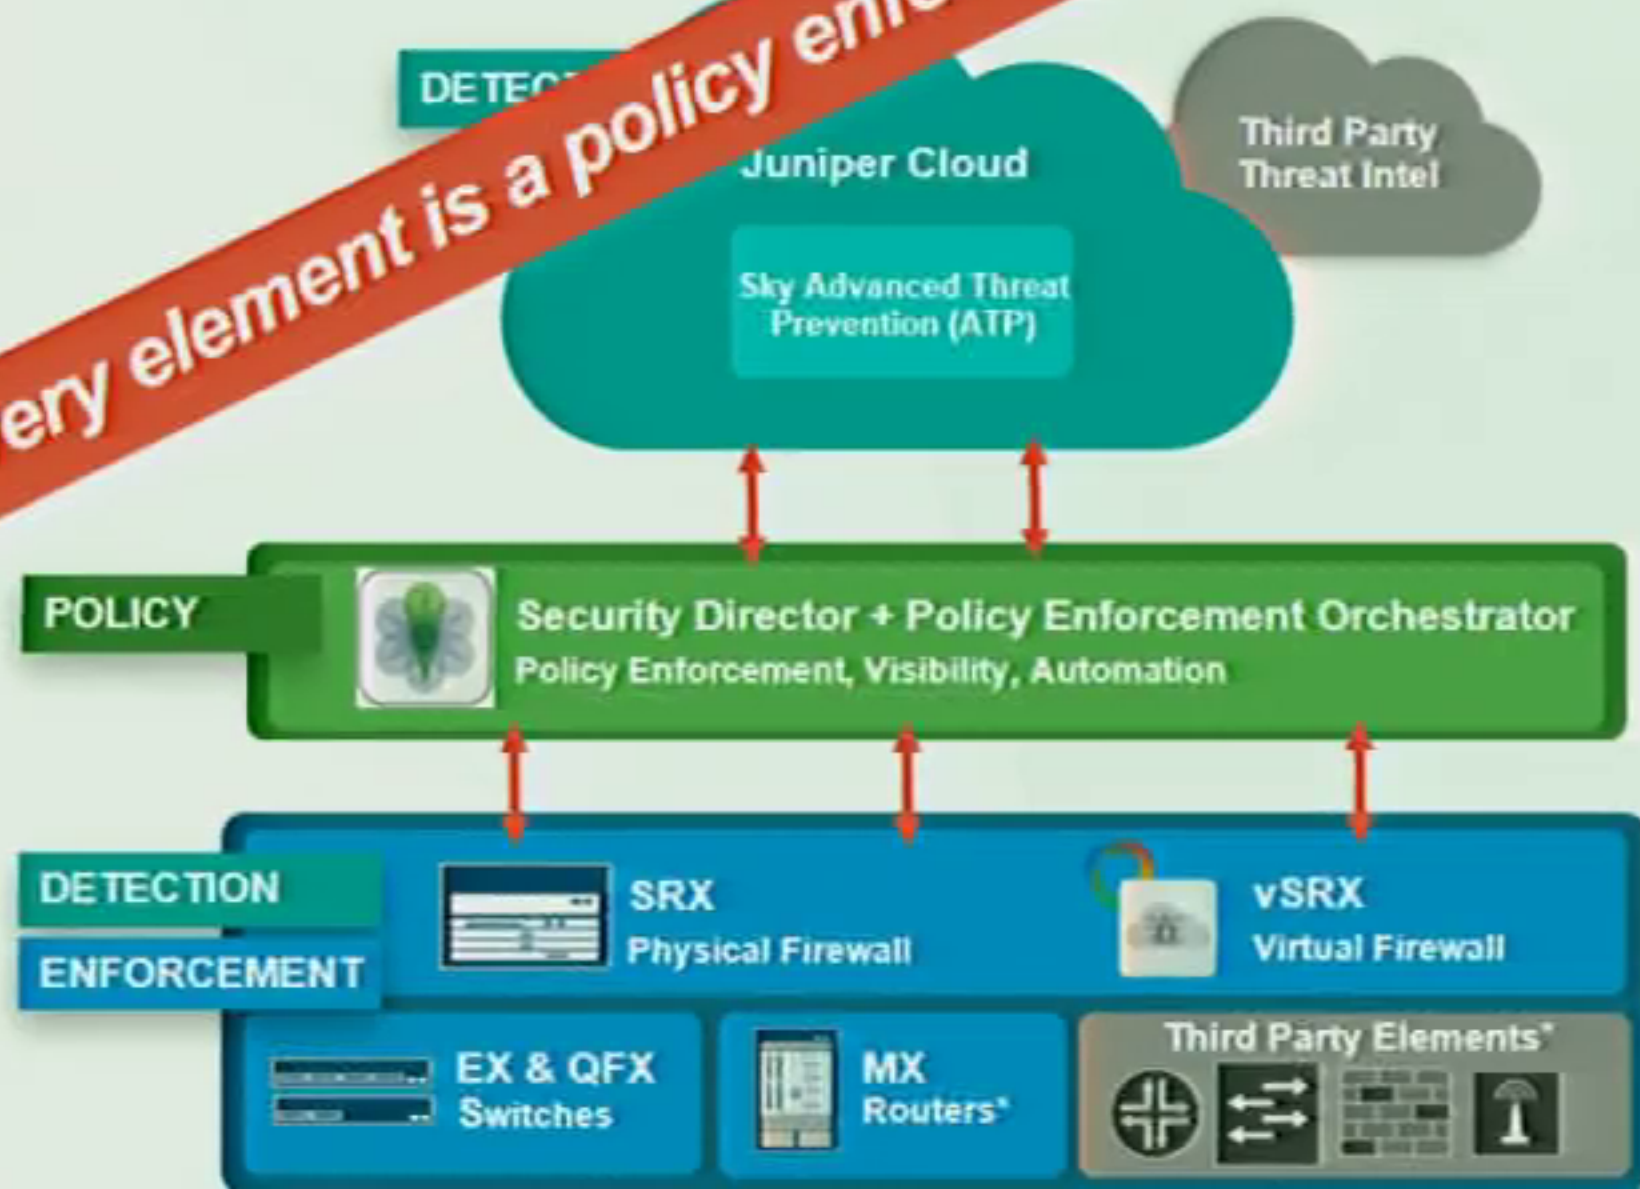 ery element is a policy
Juniper Cloud
Third Party
Threat Intel
Sky Advanced Threat
Prevention (ATP)
POLICY
Security Director + Policy Enforcement Orchestrator
Policy Enforcement, Visibility, Automation
DETECTION
ENFORCEMENT
SRX
Physical Firewall
vSRX
Virtual Firewall
EX & QFX
Switches
MX
Routers*
Third Party Elements*